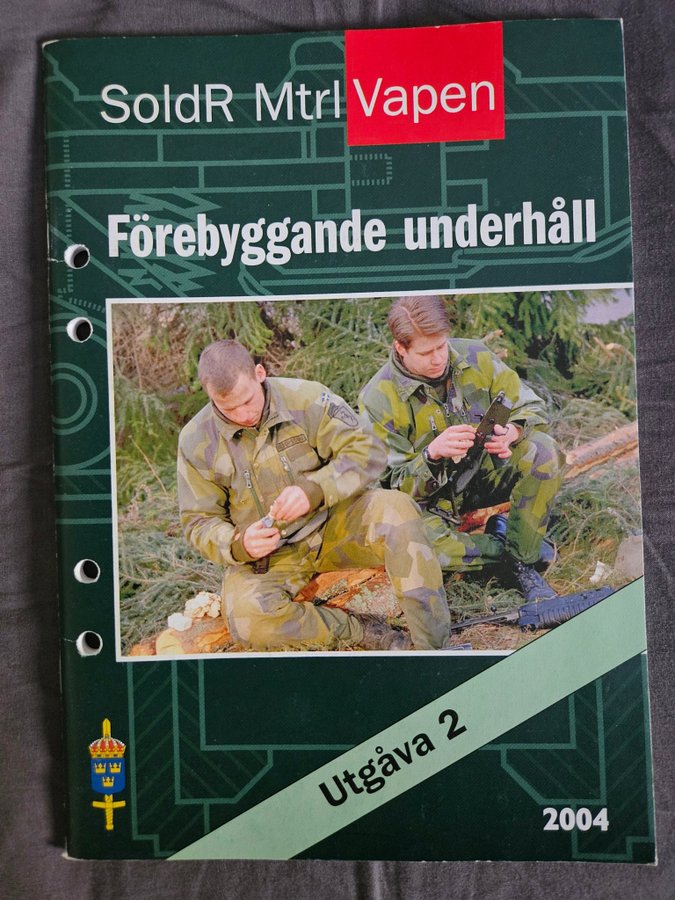 SoldR Mtrl Vapen
Förebyggande underhåll
Utgåva 2
2004